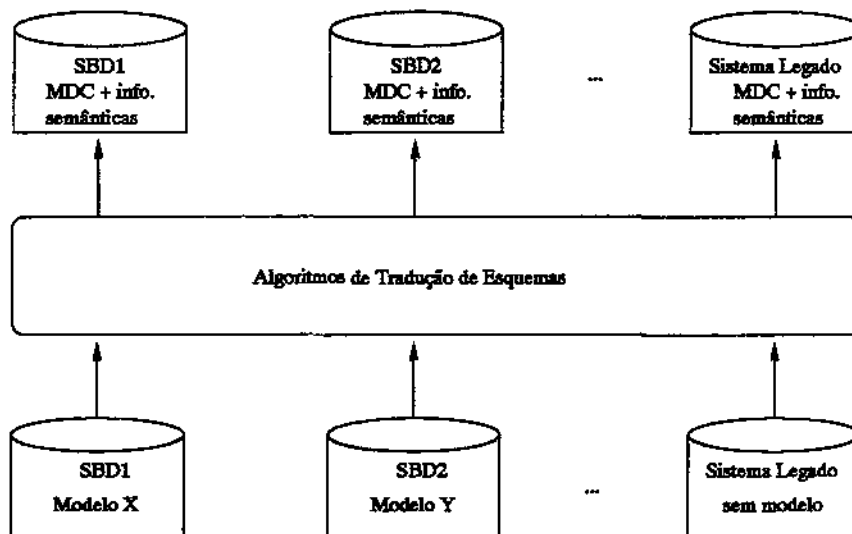 SBD1
MDC + info.
semânticas
SBD2
MDC + info.
semânticas
...
Sistema Legado
MDC + info.
semânticas
Algoritmos de Tradução de Esquemas
SBD1
Modelo X
SBD2
Modelo Y
...
Sistema Legado
sem modelo